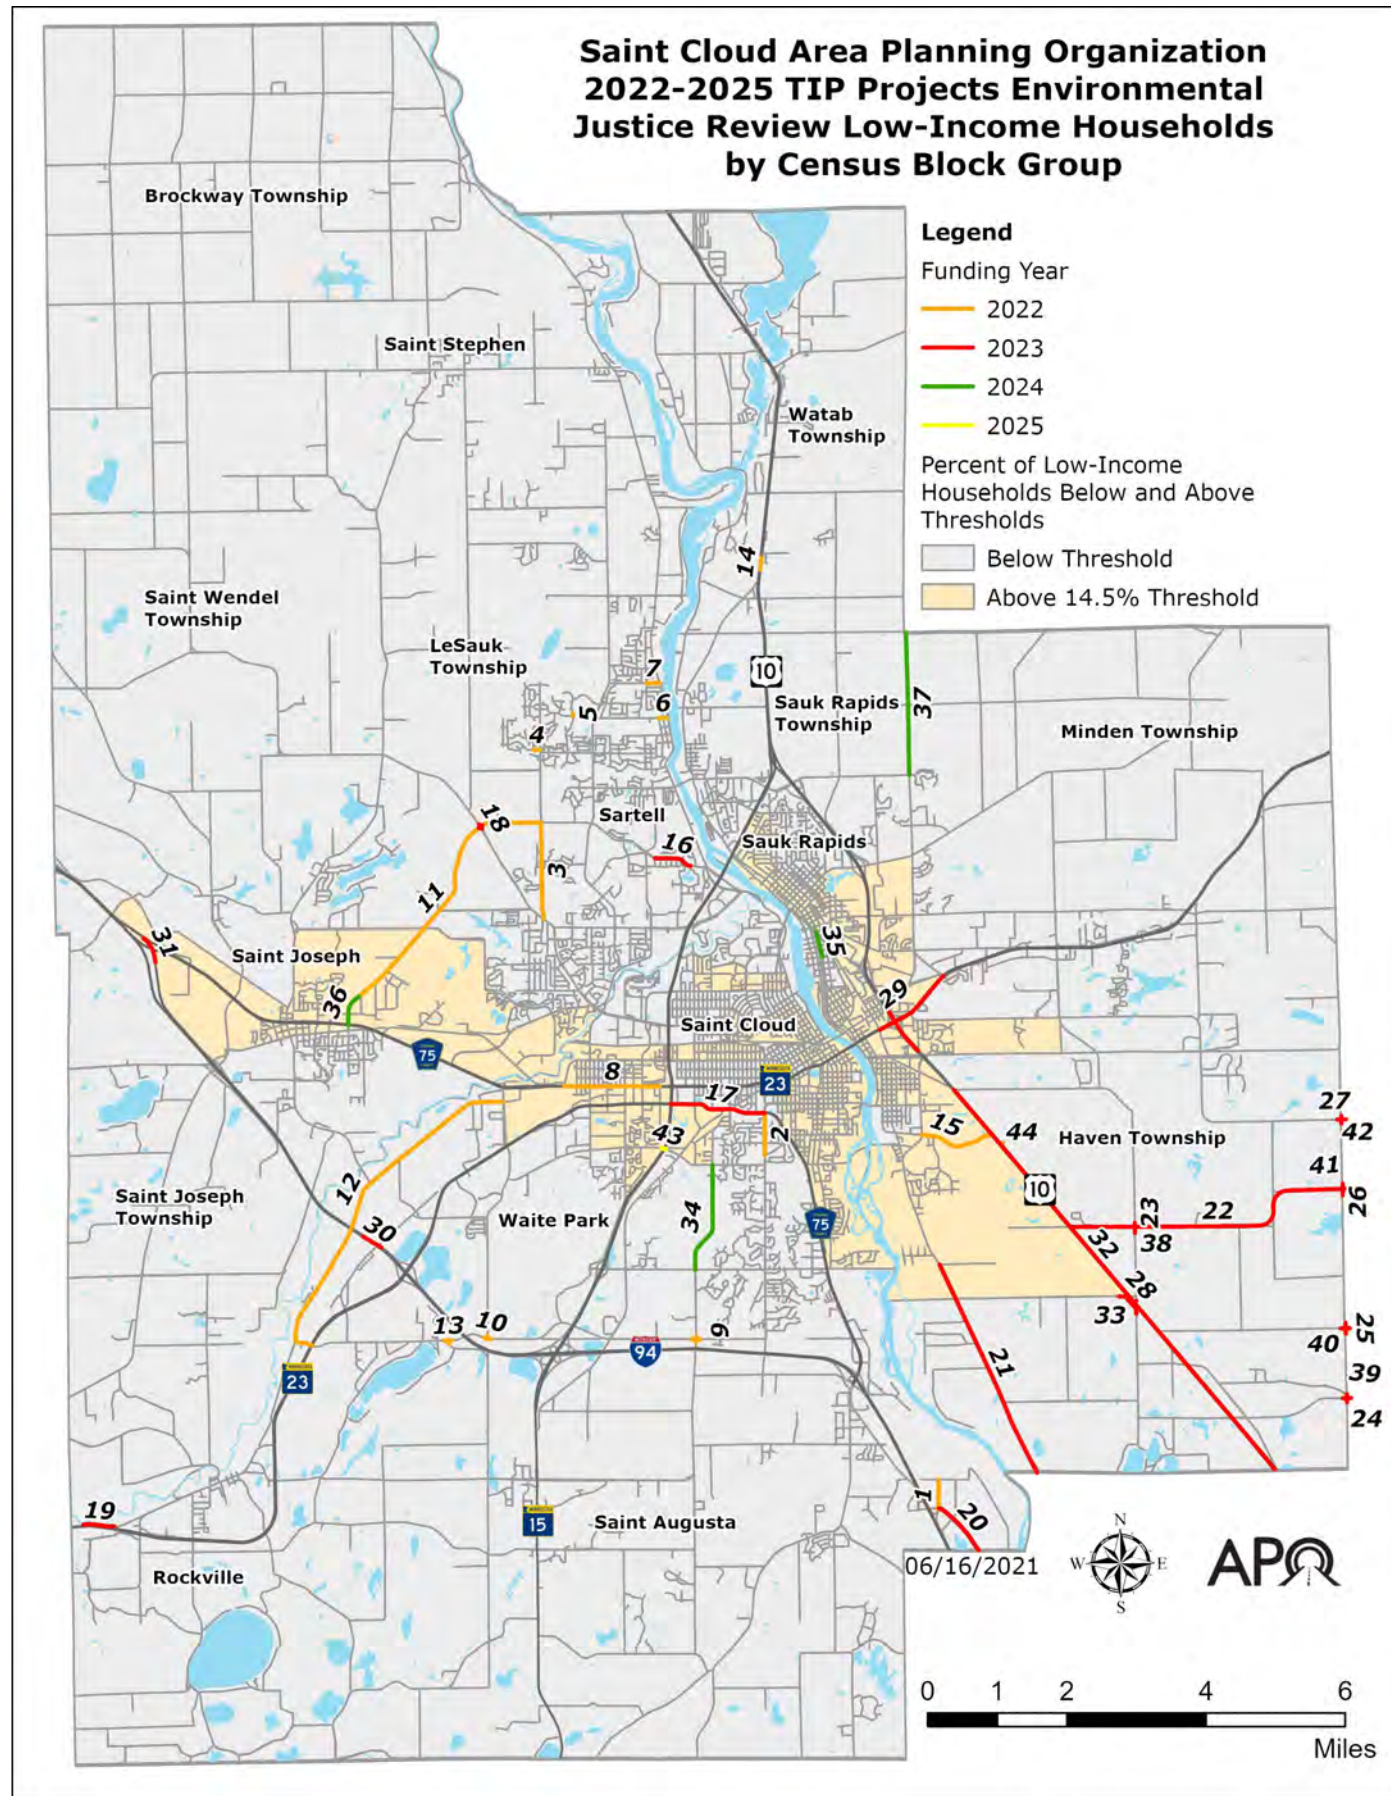 Saint Cloud Area Planning Organization
2022-2025 TIP Projects Environmental
Justice Review Low-Income Households
by Census Block Group
Legend
Funding Year
2022
2023
2024
2025
Percent of Low-Income
Households Below and Above
Thresholds
Below Threshold
Above 14.5% Threshold
Brockway Township
Saint Stephen
Watab
Township
14
Saint Wendel
Township
LeSauk
Township
7
10
6
5
Sauk Rapids
Township
37
Minden Township
4
18
Sartell
16
Sauk Rapids
3
11
31
Saint Joseph
35
36
29
Saint Cloud
75
8
23
17
2
43
15
44
27
42
Haven Township
41
10
26
12
Saint Joseph
Township
30
Waite Park
34
75
23
22
38
32
28
33
13
10
9
94
25
40
21
39
24
23
19
1
20
15
Saint Augusta
Rockville
06/16/2021
N
W
E
S
APO
0
1
2
4
6
Miles